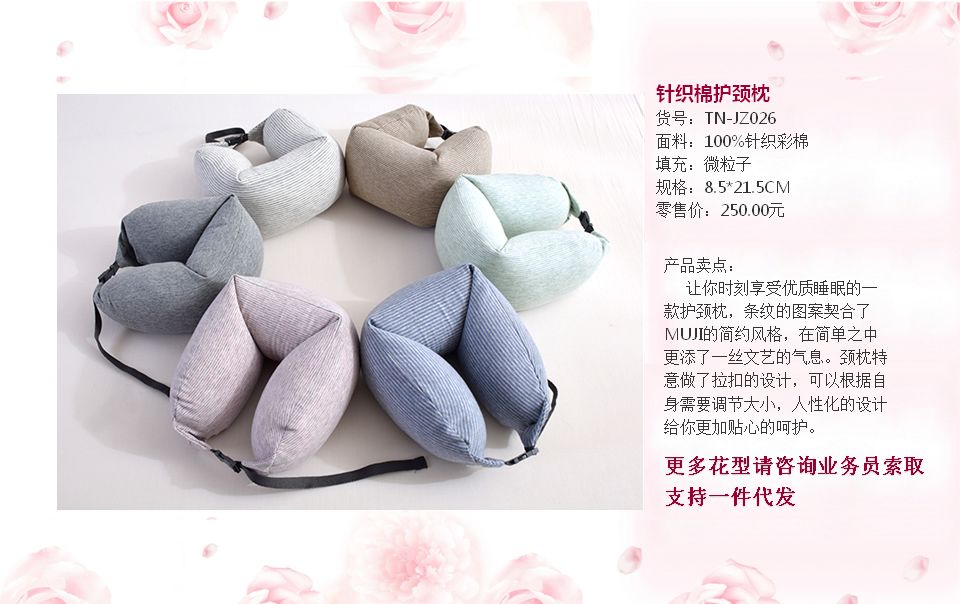 针织棉护颈枕
货号：TN-JZ026
面料：100%针织彩棉
填充：微粒子
规格：8.5*21.5CM
零售价：250.00元
产品卖点：
让你时刻享受优质睡眠的一
款护颈枕，条纹的图案契合了
MUJI的简约风格，在简单之中
更添了一丝文艺的气息。颈枕特
意做了拉扣的设计，可以根据自
身需要调节大小，人性化的设计
给你更加贴心的呵护。
更多花型请咨询业务员索取
支持一件代发